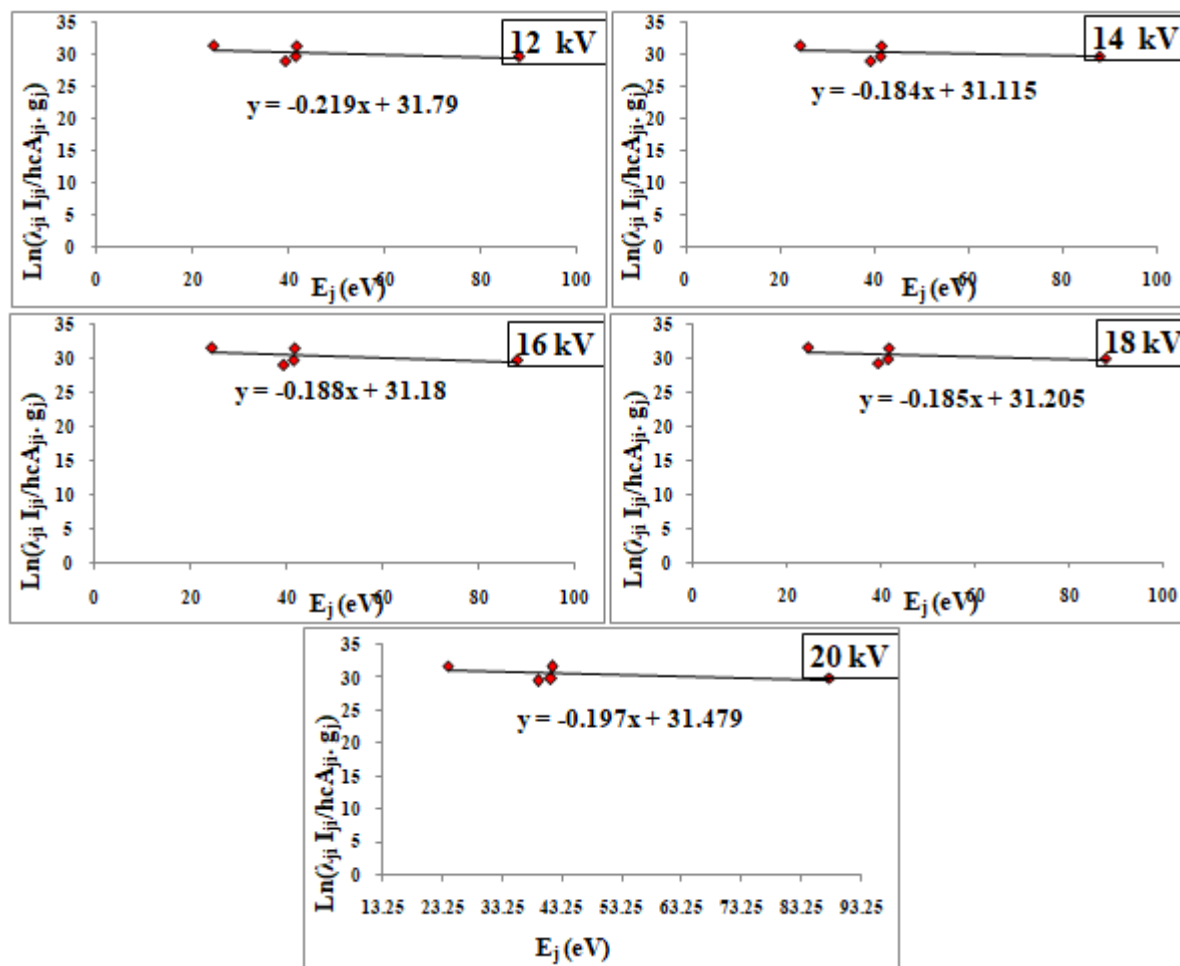 12 kV
Ln(λji Iji/hcAji. gj)
35
30
25
20
15
10
5
0
y = -0.219x + 31.79
0 20 40 60 80 100
Ej (eV)
14 kV
Ln(λji Iji/hcAji. gj)
35
30
25
20
15
10
5
0
y = -0.184x + 31.115
0 20 40 60 80 100
Ej (eV)
16 kV
Ln(λji Iji/hcAji. gj)
35
30
25
20
15
10
5
0
y = -0.188x + 31.18
0 20 40 60 80 100
Ej (eV)
18 kV
Ln(λji Iji/hcAji. gj)
35
30
25
20
15
10
5
0
y = -0.185x + 31.205
0 20 40 60 80 100
Ej (eV)
20 kV
Ln(λji Iji/hcAji. gj)
35
30
25
20
15
10
5
0
y = -0.197x + 31.479
13.25 23.25 33.25 43.25 53.25 63.25 73.25 83.25 93.25
Ej (eV)